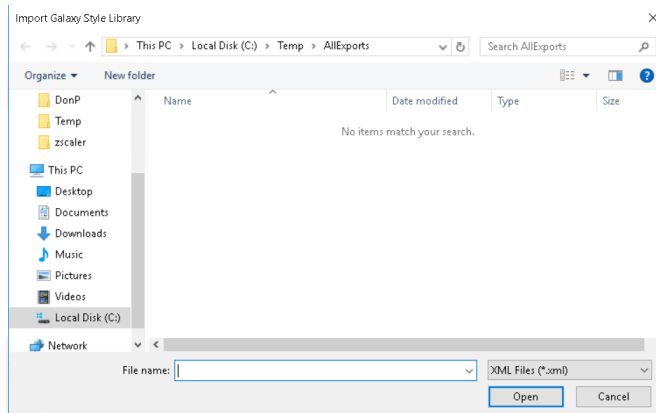 Import Galaxy Style Library
This PC > Local Disk (C:) > Temp > AllExports
Search AllExports
Organize
New folder
Name
Date modified
Type
Size
No items match your search.
DonP
Temp
zscaler
This PC
Desktop
Documents
Downloads
Music
Pictures
Videos
Local Disk (C:)
Network
File name:
XML Files (*.xml)
Open
Cancel